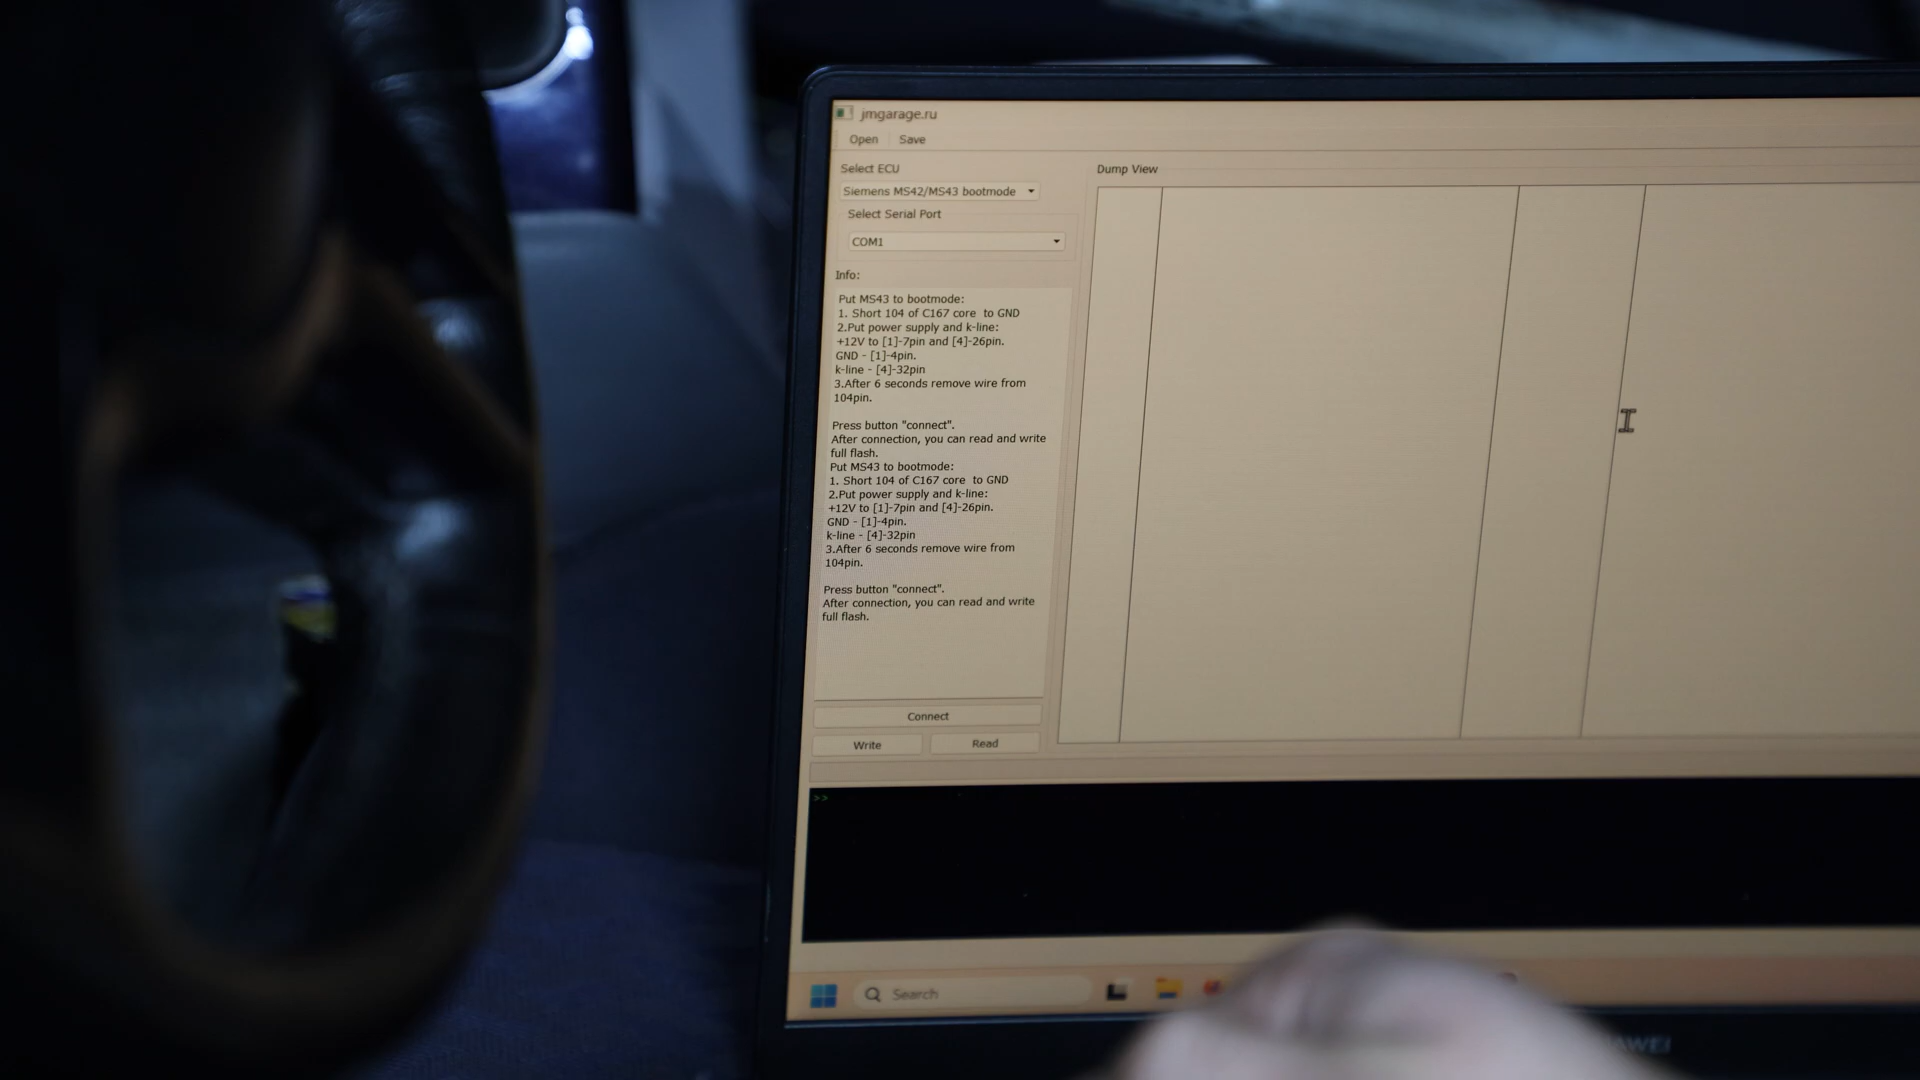 jmgarage.ru
Open Save
Select ECU
Siemens MS42/MS43 bootmode
Select Serial Port
COM1
Info:
Put MS43 to bootmode:
1. Short 104 of C167 core  to GND
2.Put power supply and k-line:
+12V to [1]-7pin and [4]-26pin.
GND - [1]-4pin.
k-line - [4]-32pin
3.After 6 seconds remove wire from
104pin.
Press button "connect".
After connection, you can read and write
full flash.
Put MS43 to bootmode:
1. Short 104 of C167 core  to GND
2.Put power supply and k-line:
+12V to [1]-7pin and [4]-26pin.
GND - [1]-4pin.
k-line - [4]-32pin
3.After 6 seconds remove wire from
104pin.
Press button "connect".
After connection, you can read and write
full flash.
Connect
Write Read
Dump View
>>
Search